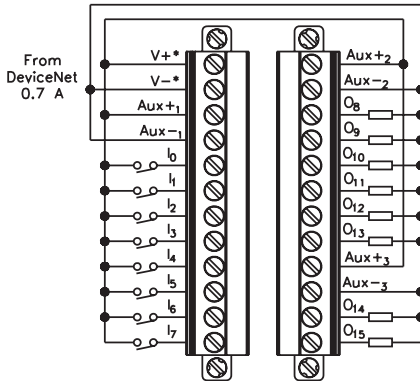 From
DeviceNet
0.7 A
V+*
V-*
Aux+₁
Aux-₁
I₀
I₁
I₂
I₃
I₄
I₅
I₆
I₇
Aux+₂
Aux-₂
O₈
O₉
O₁₀
O₁₁
O₁₂
O₁₃
Aux+₃
Aux-₃
O₁₄
O₁₅